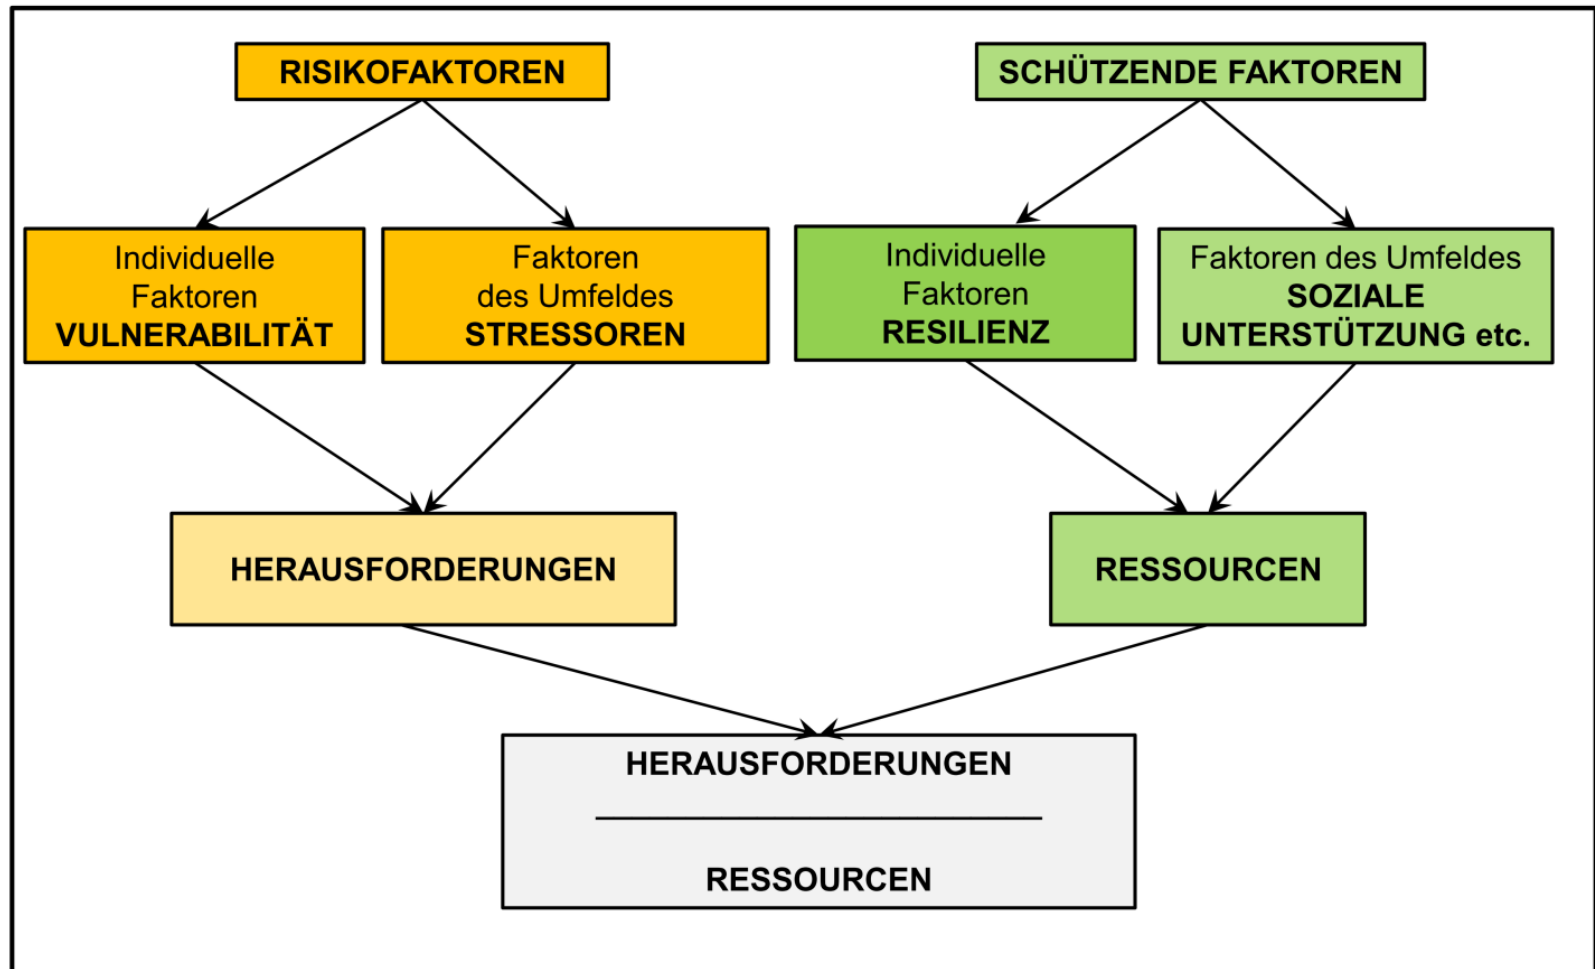 RISIKOFAKTOREN
SCHÜTZENDE FAKTOREN
Individuelle
Faktoren
VULNERABILITÄT
Faktoren
des Umfeldes
STRESSOREN
Individuelle
Faktoren
RESILIENZ
Faktoren des Umfeldes
SOZIALE
UNTERSTÜTZUNG etc.
HERAUSFORDERUNGEN
RESSOURCEN
HERAUSFORDERUNGEN
RESSOURCEN